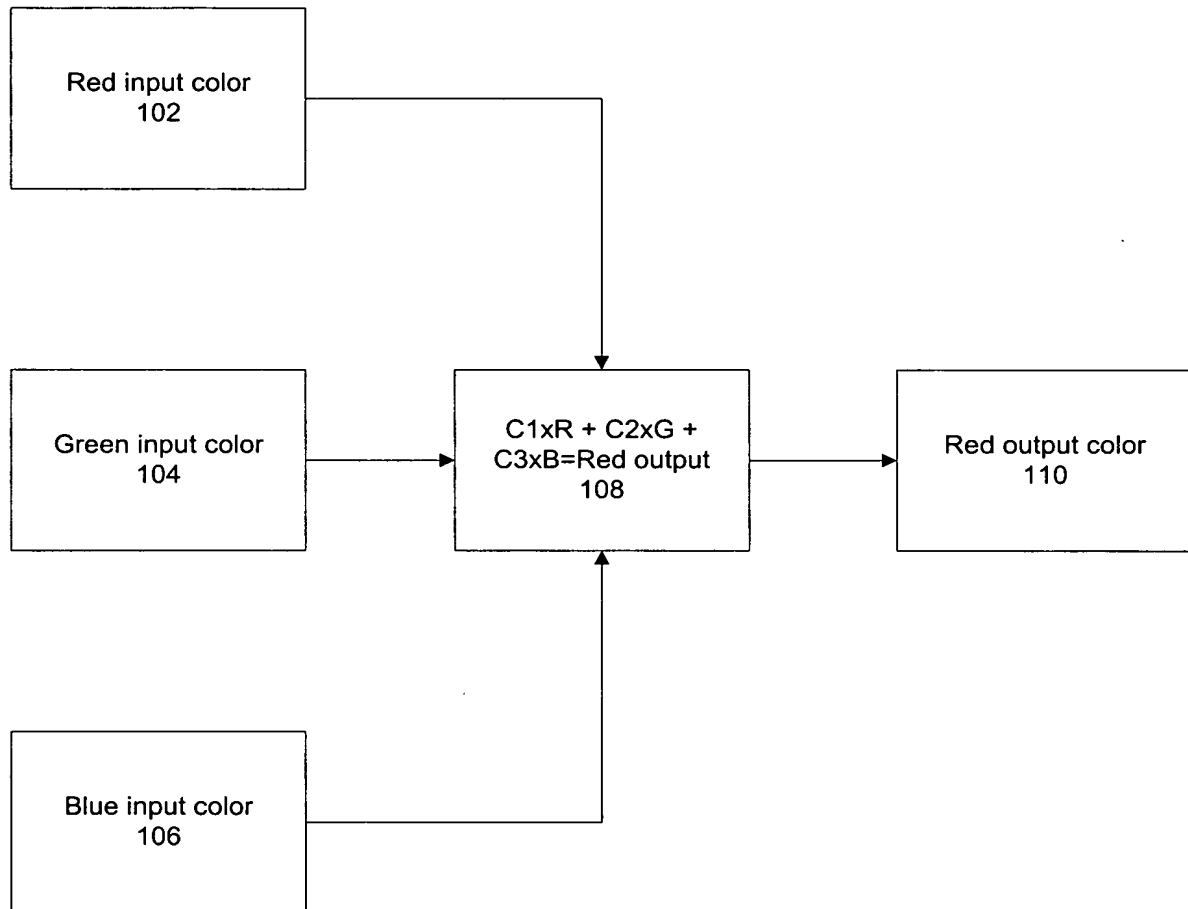 Red input color
102
Green input color
104
C1xR + C2xG +
C3xB=Red output
108
Red output color
110
Blue input color
106